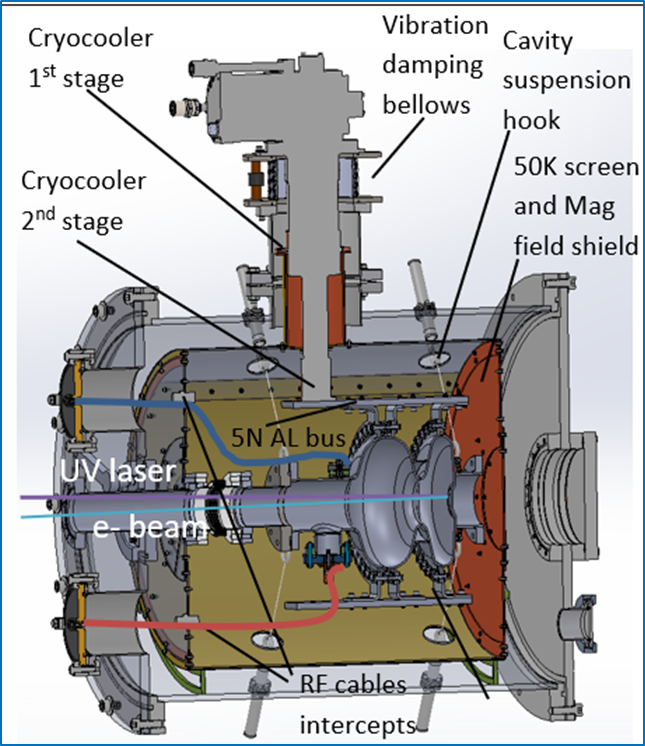 Cryocooler
1st stage
Vibration
damping
bellows
Cavity
suspension
hook
50K screen
and Mag
field shield
Cryocooler
2nd stage
5N AL bus
UV laser
e- beam
RF cables
intercepts